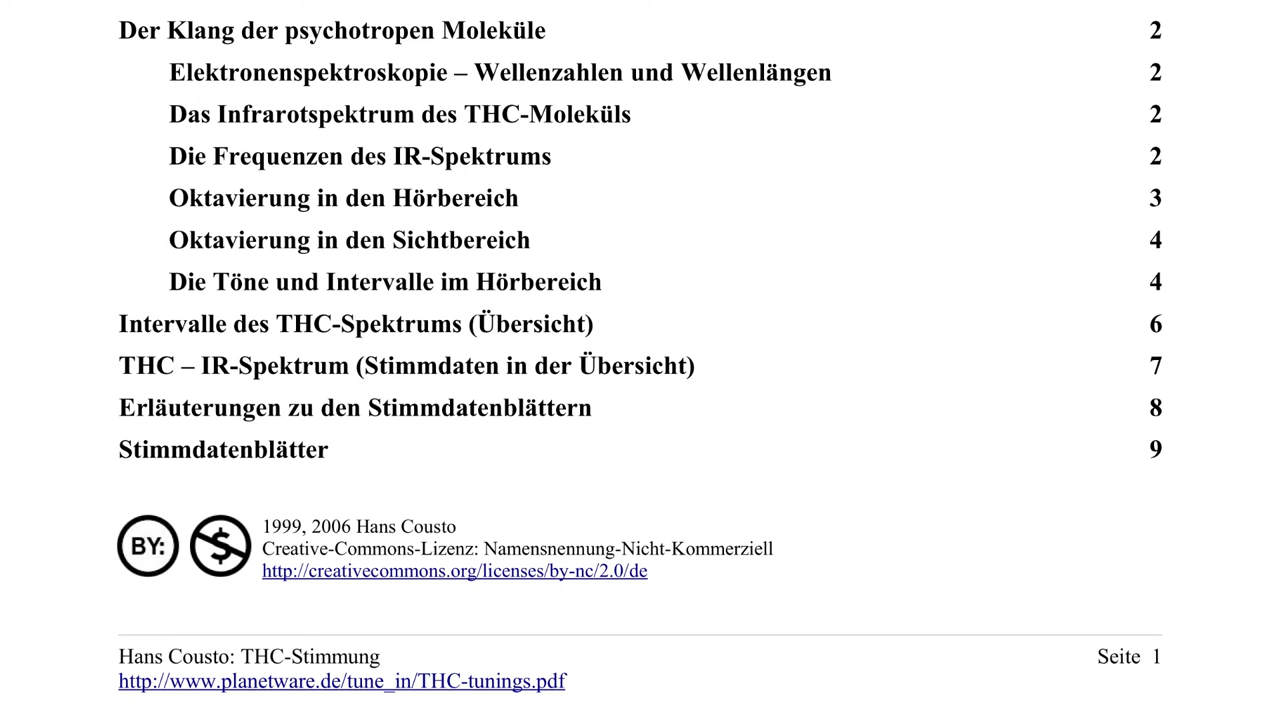 Der Klang der psychotropen Moleküle 2
Elektronenspektroskopie – Wellenzahlen und Wellenlängen 2
Das Infrarotspektrum des THC-Moleküls 2
Die Frequenzen des IR-Spektrums 2
Oktavierung in den Hörbereich 3
Oktavierung in den Sichtbereich 4
Die Töne und Intervalle im Hörbereich 4
Intervalle des THC-Spektrums (Übersicht) 6
THC – IR-Spektrum (Stimmdaten in der Übersicht) 7
Erläuterungen zu den Stimmdatenblättern 8
Stimmdatenblätter 9
BY: $
1999, 2006 Hans Cousto
Creative-Commons-Lizenz: Namensnennung-Nicht-Kommerziell
http://creativecommons.org/licenses/by-nc/2.0/de
Hans Cousto: THC-Stimmung Seite 1
http://www.planetware.de/tune_in/THC-tunings.pdf